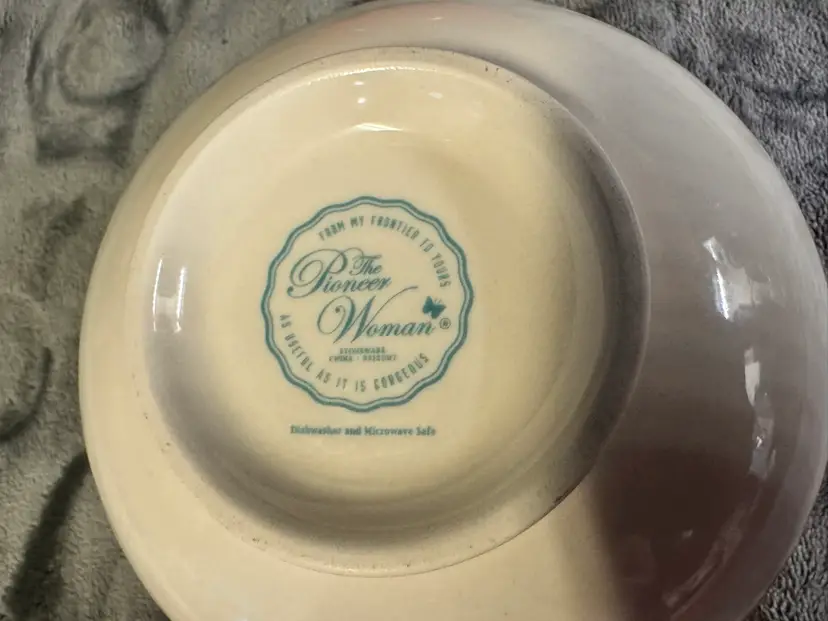 FROM MY FRONTIER TO YOURS
The
Pioneer
Woman®
STONEWARE
CHINA
AS USEFUL AS IT IS GORGEOUS
Dishwasher and Microwave Safe